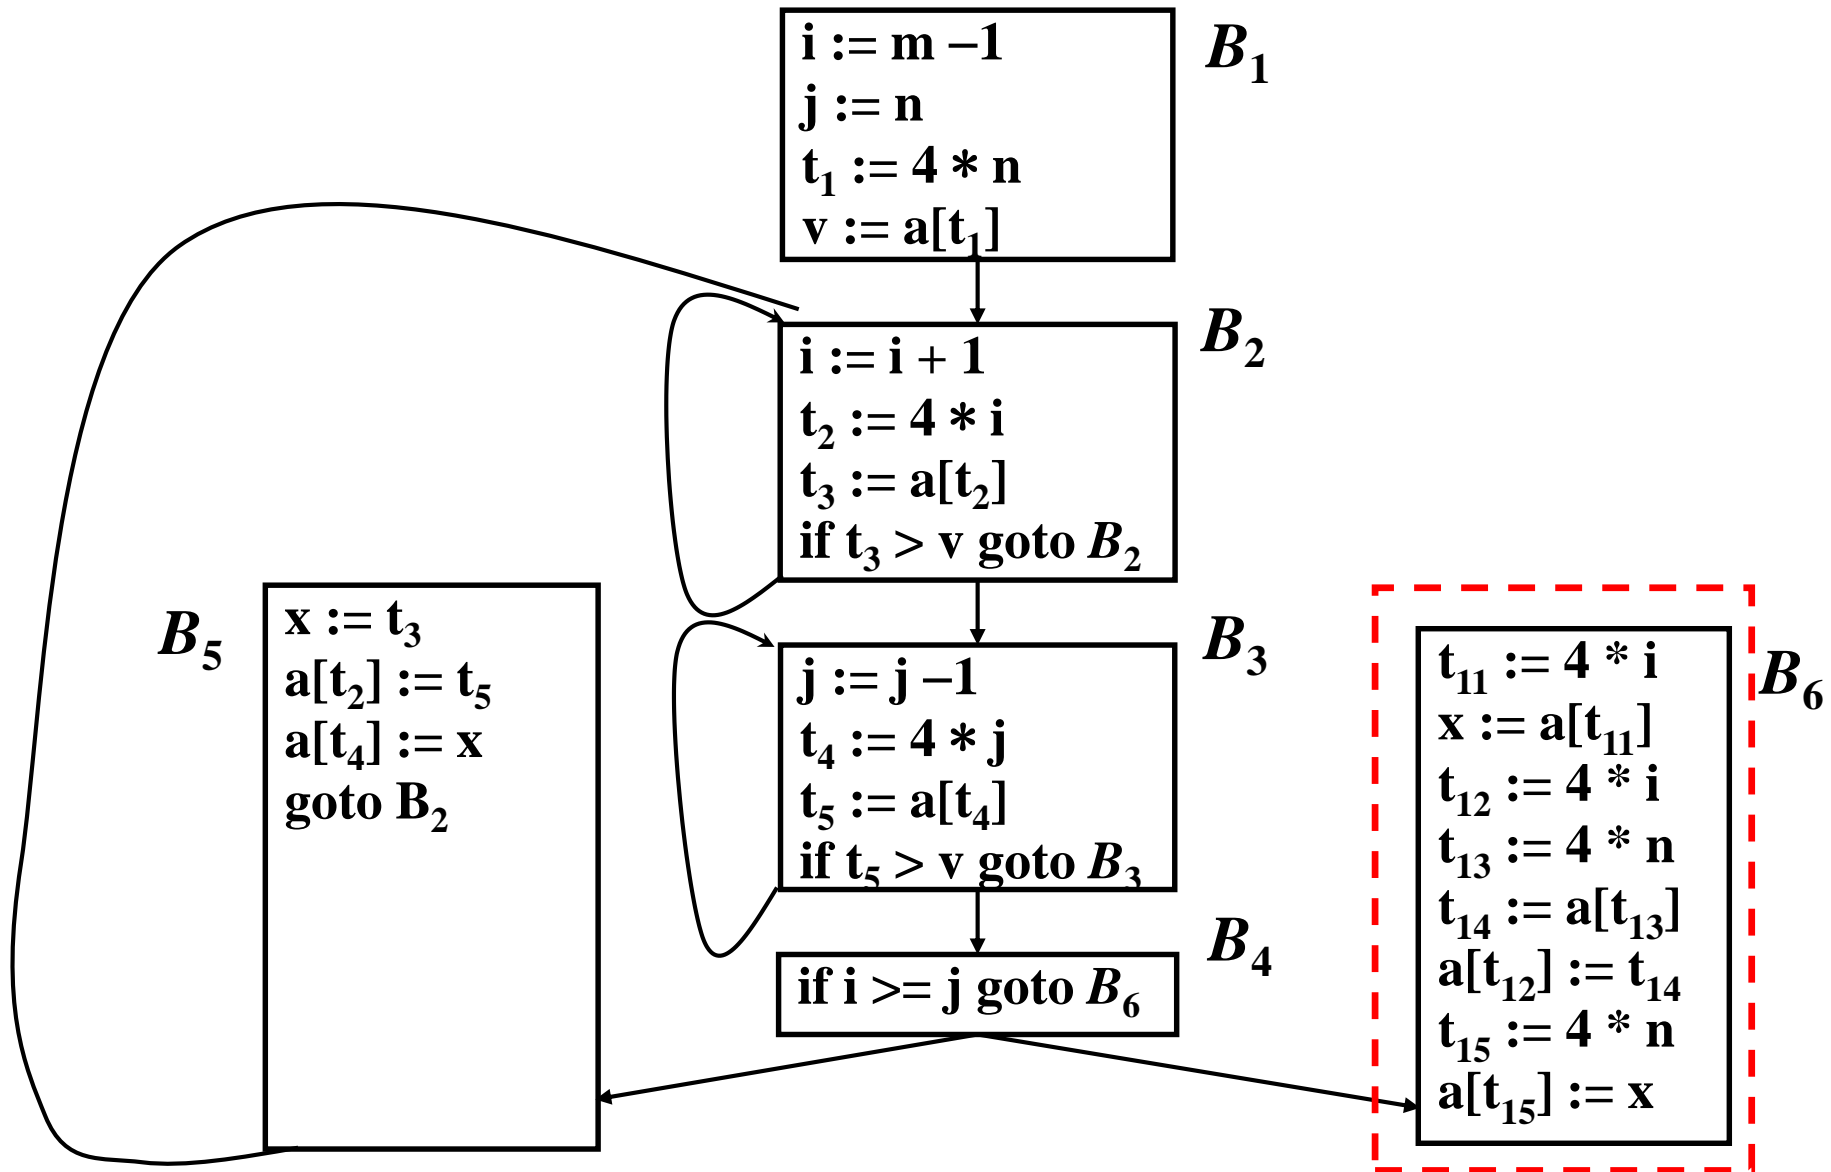 i := m –1
j := n
t₁ := 4 * n
v := a[t₁]
B₁
i := i + 1
t₂ := 4 * i
t₃ := a[t₂]
if t₃ > v goto B₂
B₂
j := j –1
t₄ := 4 * j
t₅ := a[t₄]
if t₅ > v goto B₃
B₃
if i >= j goto B₆
B₄
B₅
x := t₃
a[t₂] := t₅
a[t₄] := x
goto B₂
t₁₁ := 4 * i
x := a[t₁₁]
t₁₂ := 4 * i
t₁₃ := 4 * n
t₁₄ := a[t₁₃]
a[t₁₂] := t₁₄
t₁₅ := 4 * n
a[t₁₅] := x
B₆